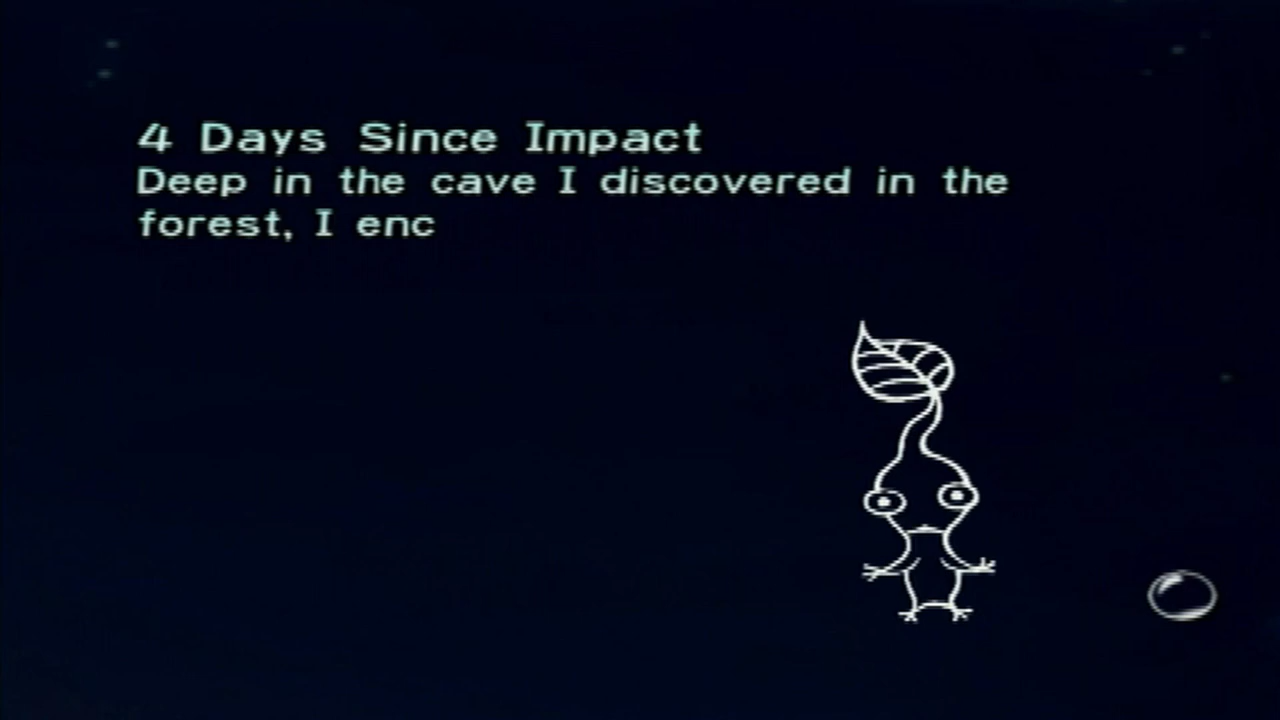 4 Days Since Impact
Deep in the cave I discovered in the
forest, I enc